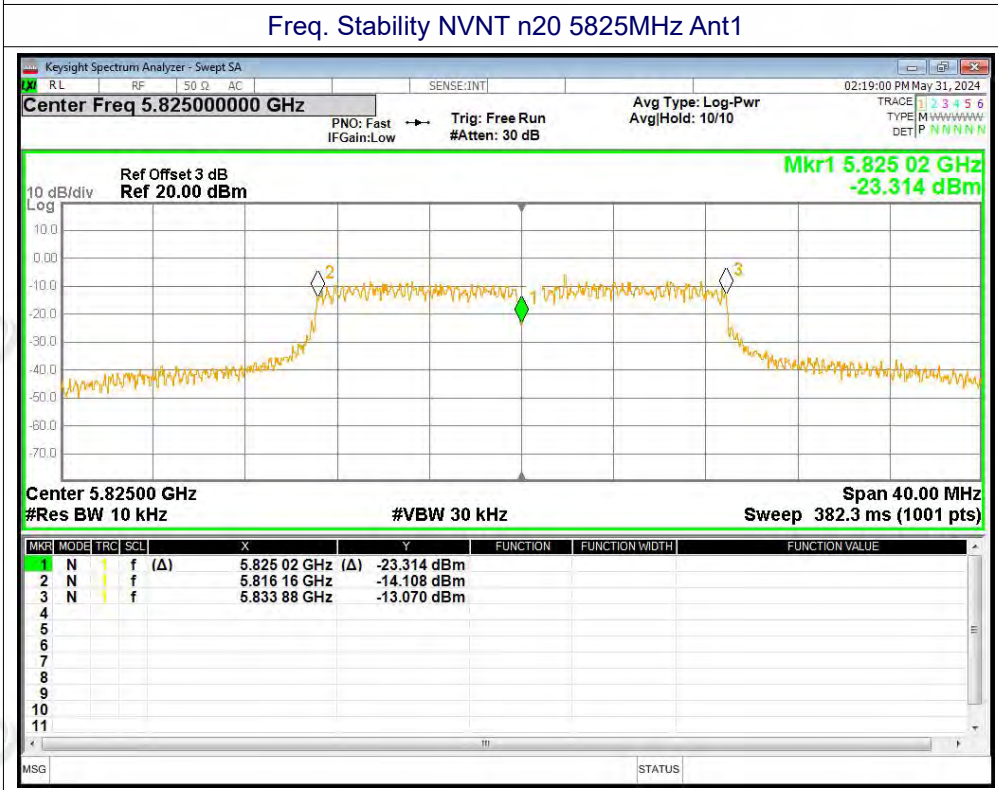 Freq. Stability NVNT n20 5825MHz Ant1
Keysight Spectrum Analyzer - Swept SA
LXI RL RF 50 Ω AC SENSE:INT 02:19:00 PM May 31, 2024
Center Freq 5.825000000 GHz Avg Type: Log-Pwr TRACE 1 2 3 4 5 6
PNO: Fast Trig: Free Run Avg|Hold: 10/10 TYPE M WWWWW
IFGain:Low #Atten: 30 dB DET P N N N N N
Mkr1 5.825 02 GHz
Ref Offset 3 dB
10 dB/div Ref 20.00 dBm -23.314 dBm
Log
10.0
0.00
-10.0
-20.0
-30.0
-40.0
-50.0
-60.0
-70.0
2
1
3
Center 5.82500 GHz Span 40.00 MHz
#Res BW 10 kHz #VBW 30 kHz Sweep 382.3 ms (1001 pts)
MKR MODE TRC SCL X Y FUNCTION FUNCTION WIDTH FUNCTION VALUE
1 N 1 f (Δ) 5.825 02 GHz (Δ) -23.314 dBm
2 N 1 f 5.816 16 GHz -14.108 dBm
3 N 1 f 5.833 88 GHz -13.070 dBm
4
5
6
7
8
9
10
11
MSG STATUS